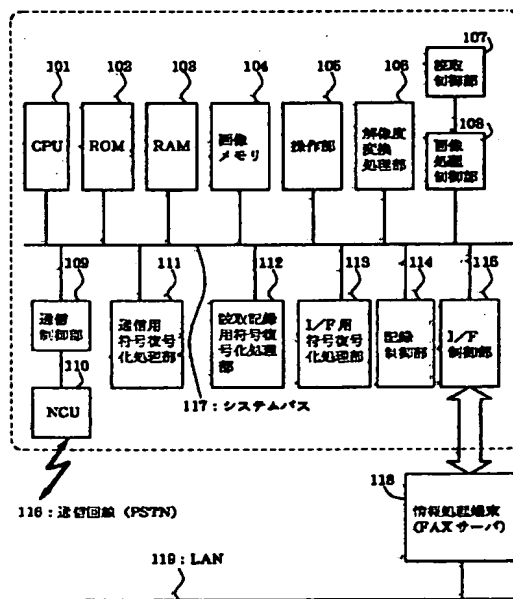 107
101
102
103
104
105
106
読取
制御部
108
CPU
ROM
RAM
画像
メモリ
操作部
解像度
変換
処理部
画像
処理
制御部
109
111
112
113
114
115
通信
制御部
通信用
符号復号
化処理部
読取記録
用符号復
号化処理
部
I/F用
符号復号
化処理部
記録
制御部
I/F
制御部
110
NCU
117：システムバス
116：通信回線(PSTN)
118
情報処理端末
(FAXサーバ)
119：LAN